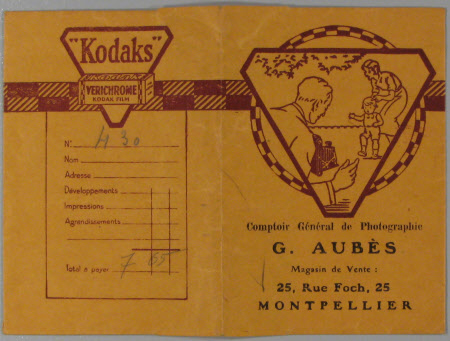 "Kodaks"
VERICHROME
KODAK FILM
N° 430
Nom
Adresse
Développements
Impressions
Agrandissements
Total à payer 7 65
Comptoir Général de Photographie
G. AUBÈS
Magasin de Vente :
25, Rue Foch, 25
MONTPELLIER